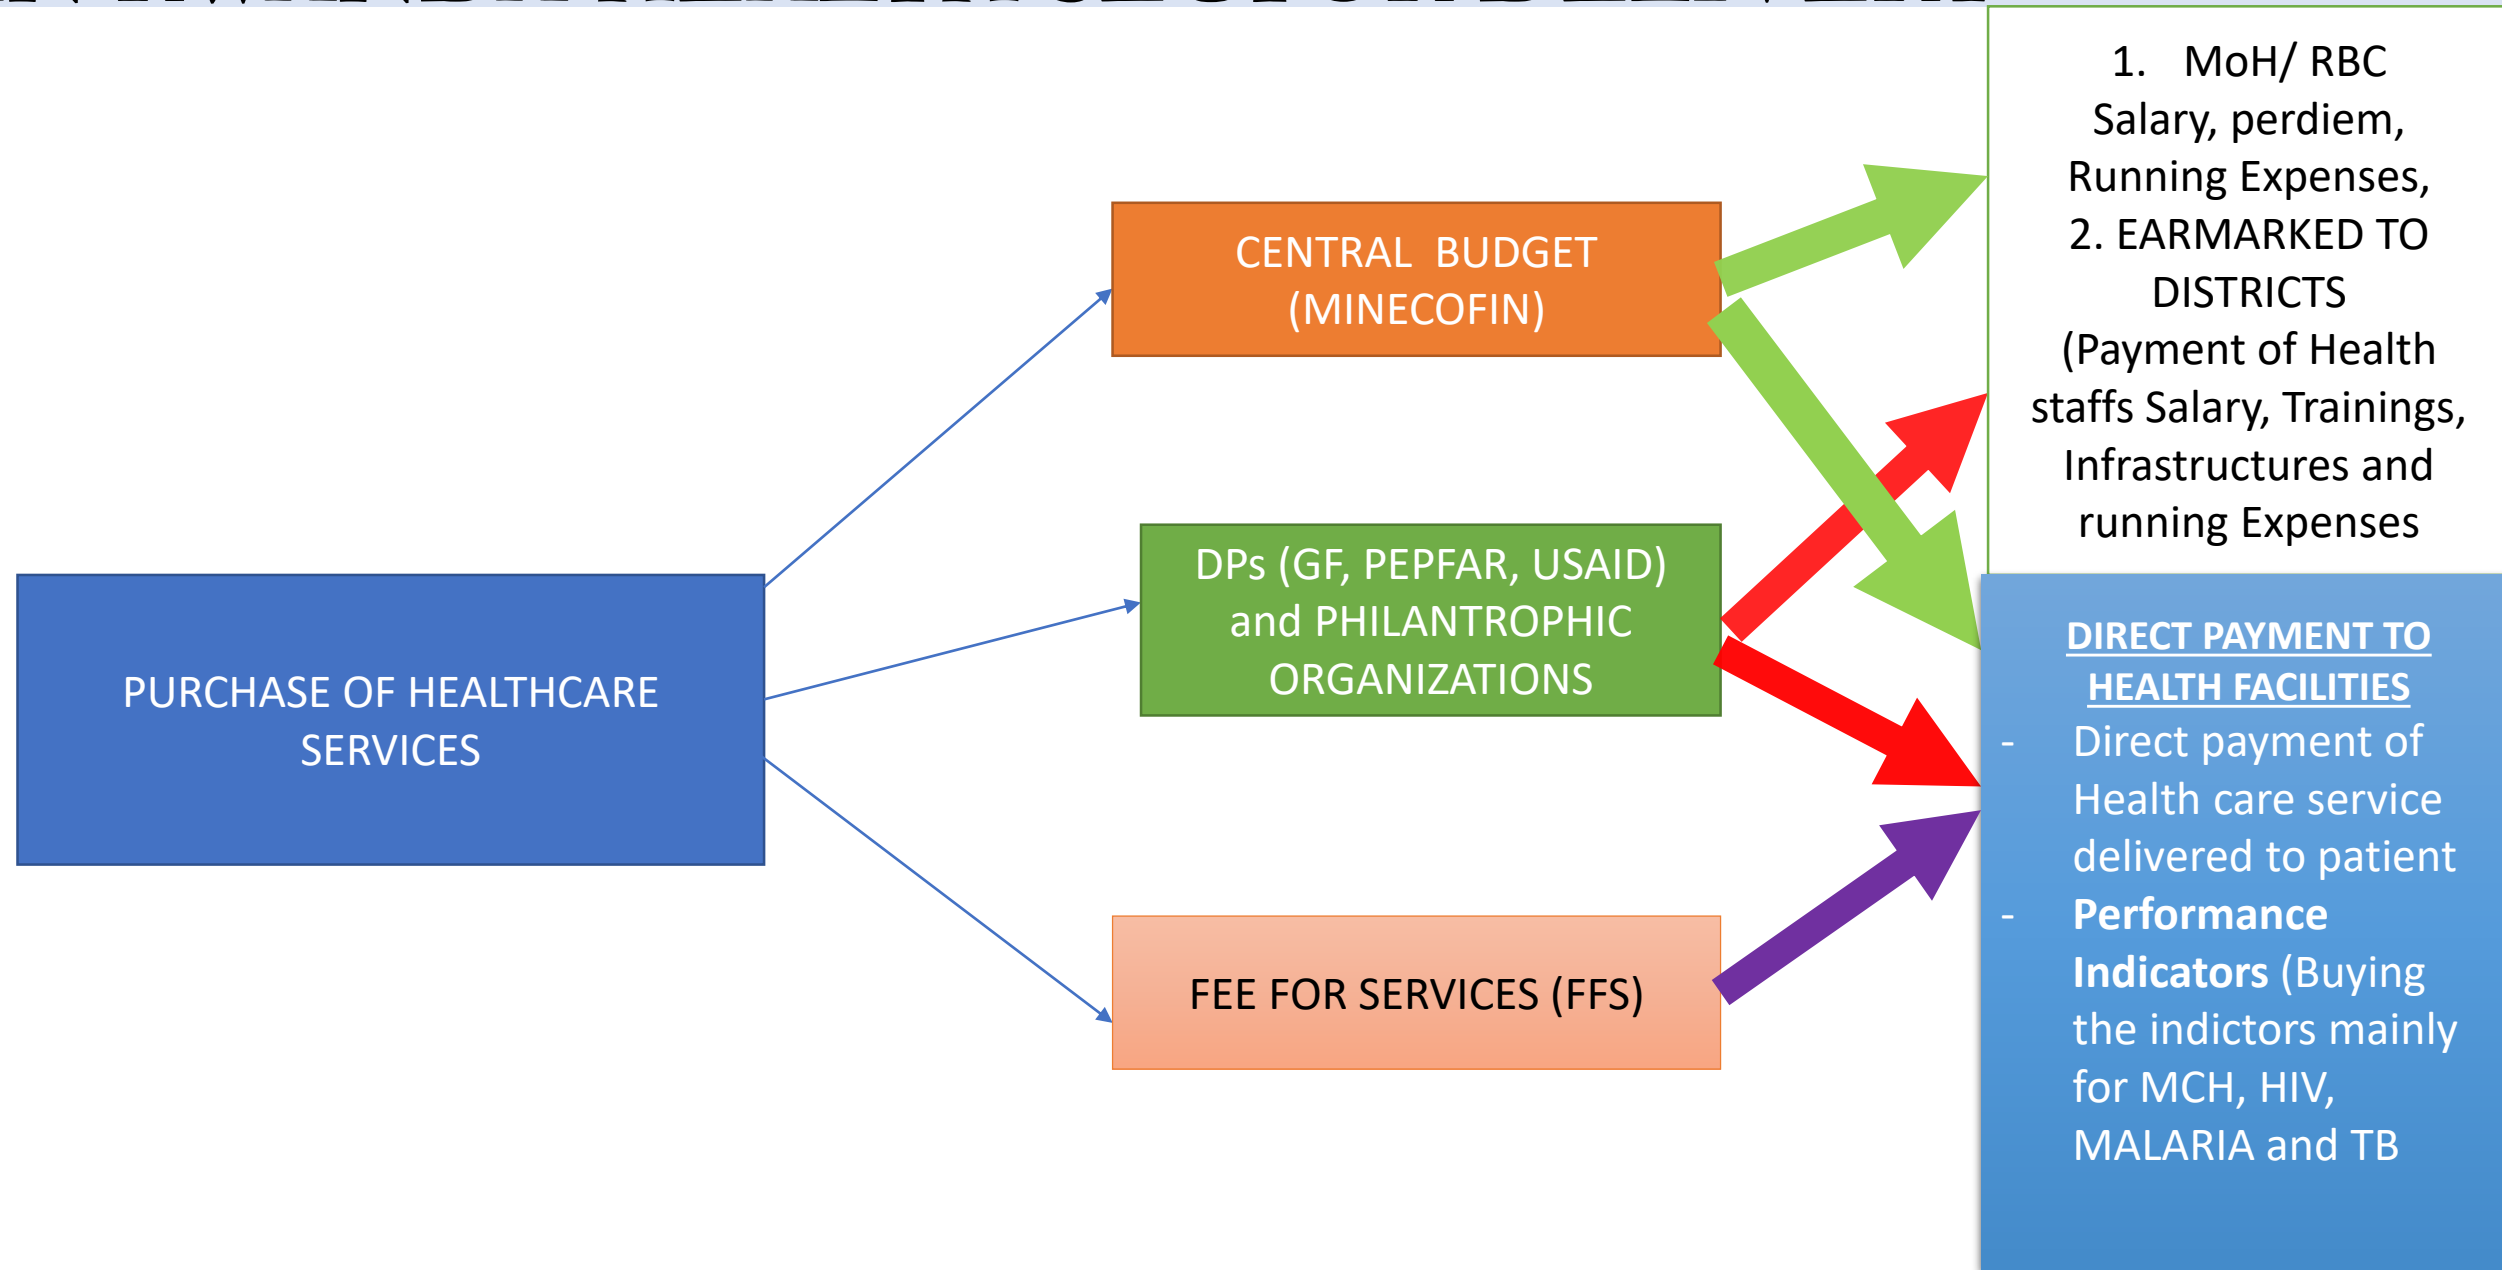 PURCHASE OF HEALTHCARE
SERVICES
CENTRAL BUDGET
(MINECOFIN)
DPs (GF, PEPFAR, USAID)
and PHILANTROPHIC
ORGANIZATIONS
FEE FOR SERVICES (FFS)
1. MoH/ RBC
Salary, perdiem,
Running Expenses,
2. EARMARKED TO
DISTRICTS
(Payment of Health
staffs Salary, Trainings,
Infrastructures and
running Expenses
DIRECT PAYMENT TO
HEALTH FACILITIES
- Direct payment of
Health care service
delivered to patient
- Performance
Indicators (Buying
the indictors mainly
for MCH, HIV,
MALARIA and TB